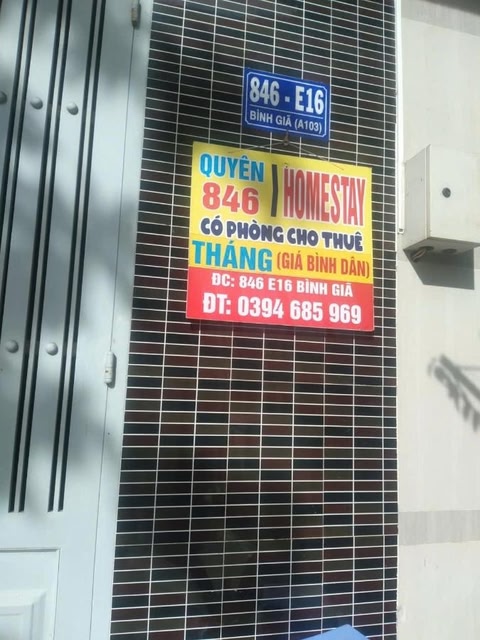 846 - E16
BÌNH GIÃ (A103)
QUYÊN
846
HOMESTAY
CÓ PHÒNG CHO THUÊ
THÁNG (GIÁ BÌNH DÂN)
ĐC: 846 E16 BÌNH GIÃ
ĐT: 0394 685 969